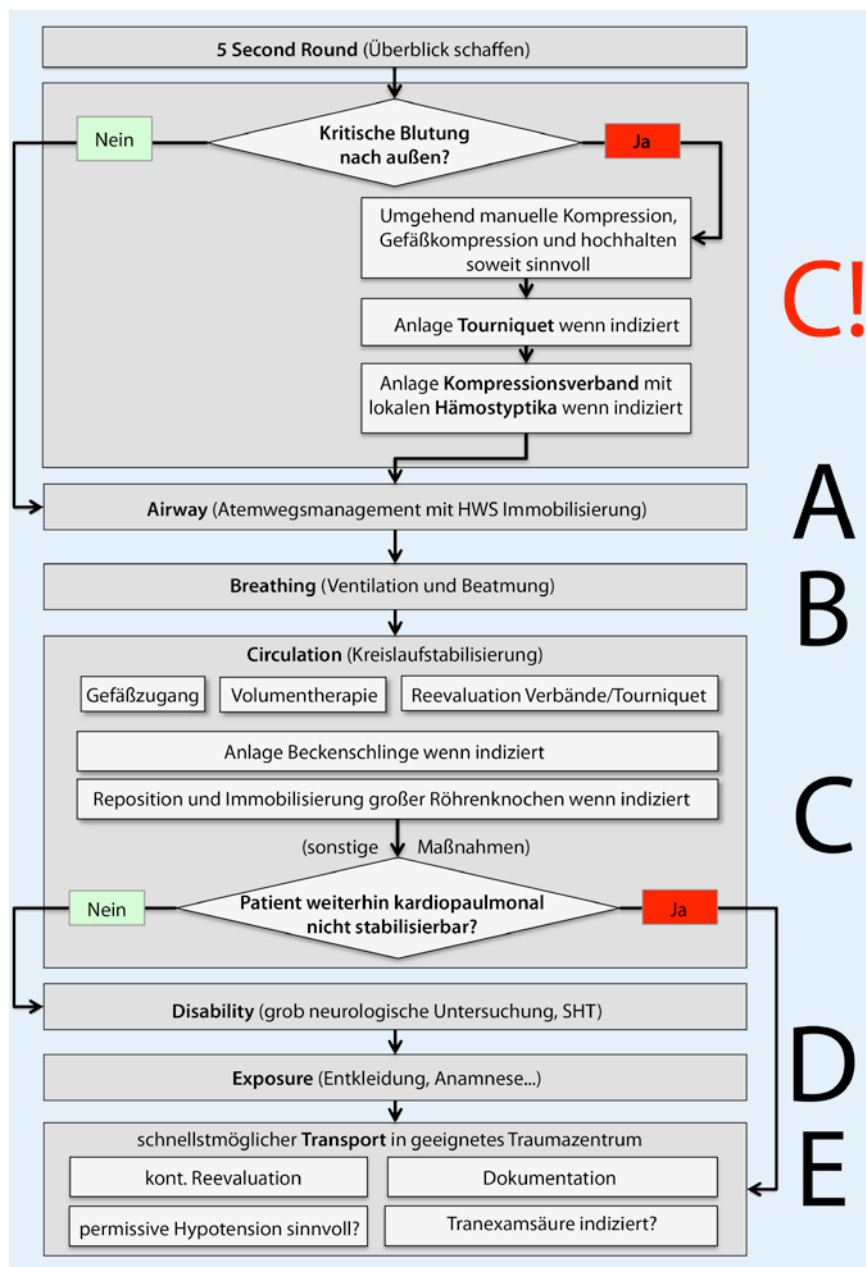 5 Second Round (Überblick schaffen)
Nein
Kritische Blutung
nach außen?
Ja
Umgehend manuelle Kompression,
Gefäßkompression und hochhalten
soweit sinnvoll
C!
Anlage Tourniquet wenn indiziert
Anlage Kompressionsverband mit
lokalen Hämostyptika wenn indiziert
Airway (Atemwegsmanagement mit HWS Immobilisierung)
A
Breathing (Ventilation und Beatmung)
B
Circulation (Kreislaufstabilisierung)
Gefäßzugang
Volumentherapie
Reevaluation Verbände/Tourniquet
Anlage Beckenschlinge wenn indiziert
Reposition und Immobilisierung großer Röhrenknochen wenn indiziert
C
(sonstige Maßnahmen)
Nein
Patient weiterhin kardiopaulmonal
nicht stabilisierbar?
Ja
Disability (grob neurologische Untersuchung, SHT)
D
Exposure (Entkleidung, Anamnese...)
schnellstmöglicher Transport in geeignetes Traumazentrum
E
kont. Reevaluation
Dokumentation
permissive Hypotension sinnvoll?
Tranexamsäure indiziert?